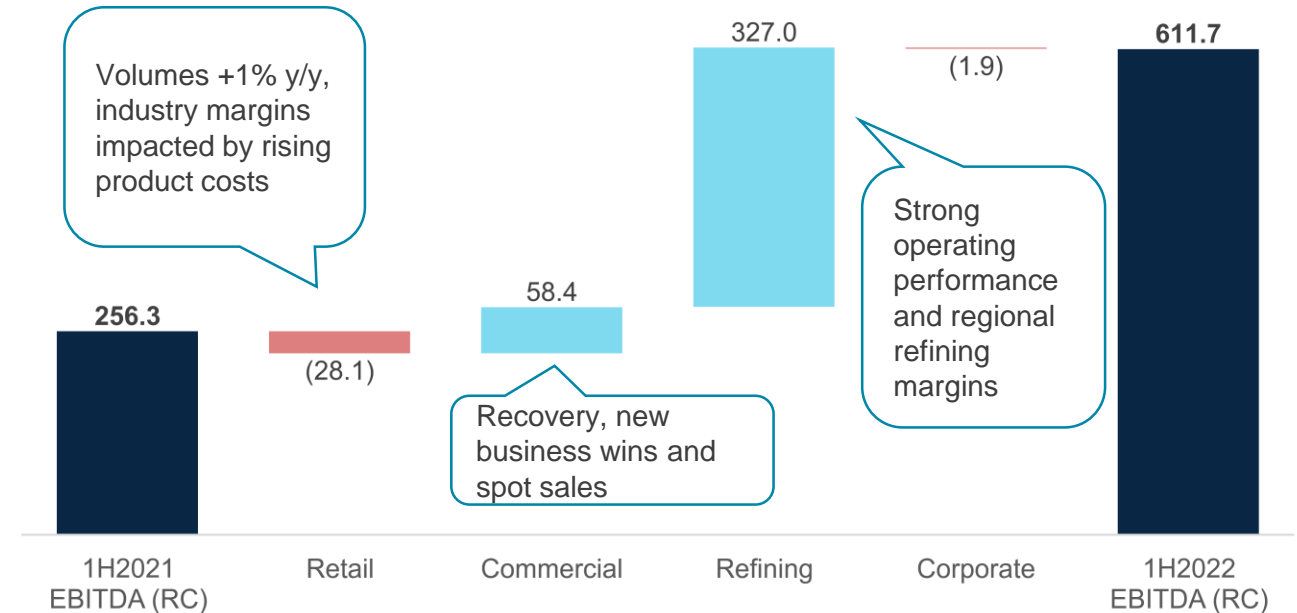 Volumes +1% y/y,
industry margins
impacted by rising
product costs
256.3
(28.1)
58.4
Recovery, new
business wins and
spot sales
327.0
(1.9)
Strong
operating
performance
and regional
refining
margins
611.7
1H2021
EBITDA (RC)
Retail
Commercial
Refining
Corporate
1H2022
EBITDA (RC)